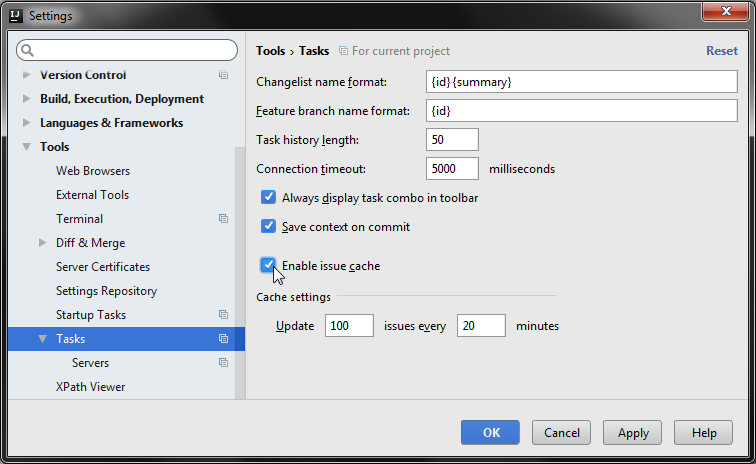 IJ Settings
Tools › Tasks For current project Reset
Version Control
Build, Execution, Deployment
Languages & Frameworks
Tools
Web Browsers
External Tools
Terminal
Diff & Merge
Server Certificates
Settings Repository
Startup Tasks
Tasks
Servers
XPath Viewer
Changelist name format: {id} {summary}
Feature branch name format: {id}
Task history length: 50
Connection timeout: 5000 milliseconds
Always display task combo in toolbar
Save context on commit
Enable issue cache
Cache settings
Update 100 issues every 20 minutes
OK Cancel Apply Help